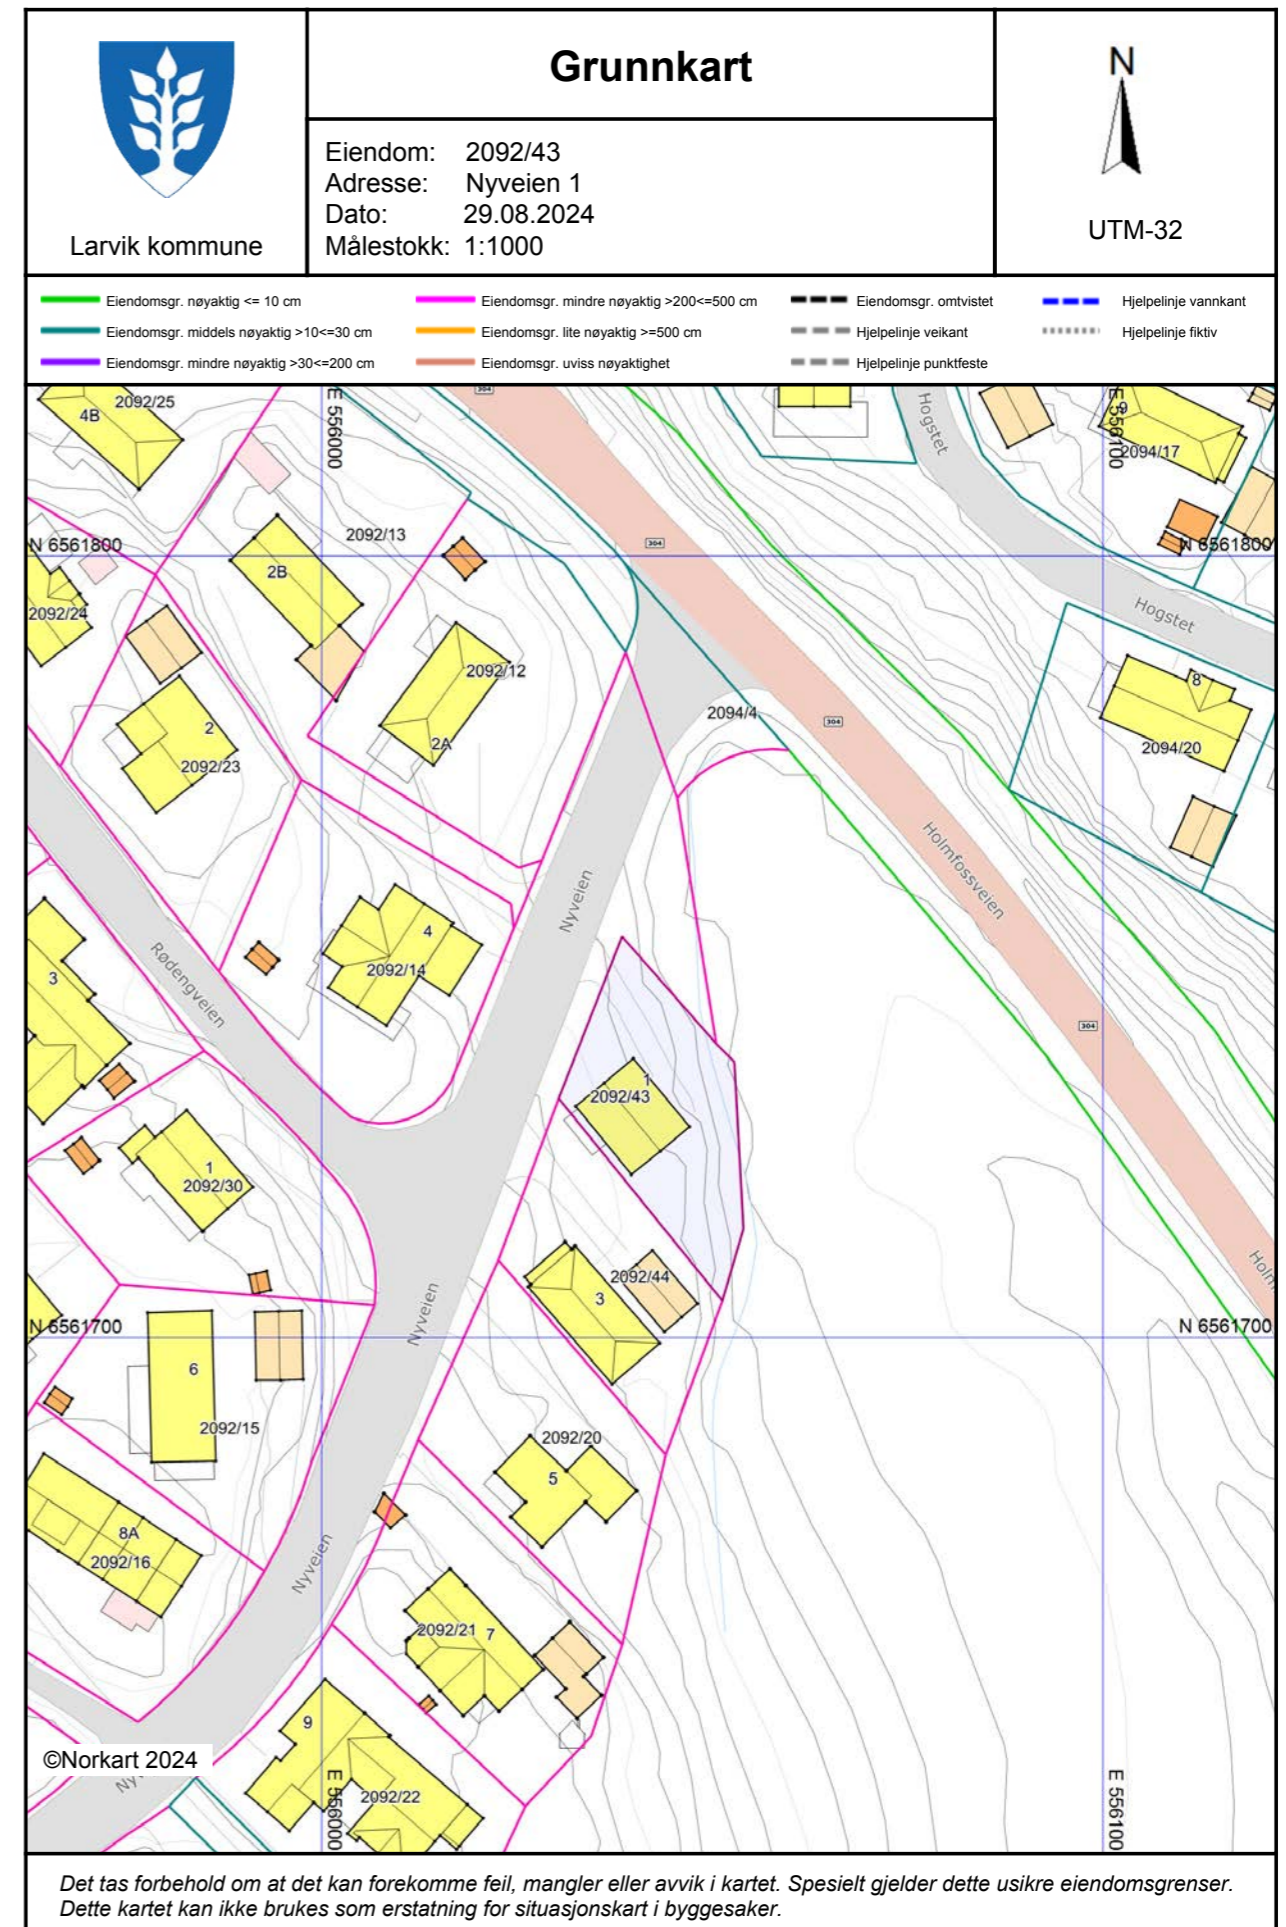 Larvik kommune
Grunnkart
Eiendom: 2092/43
Adresse: Nyveien 1
Dato: 29.08.2024
Målestokk: 1:1000
N
UTM-32
Eiendomsgr. nøyaktig <= 10 cm
Eiendomsgr. middels nøyaktig >10<=30 cm
Eiendomsgr. mindre nøyaktig >30<=200 cm
Eiendomsgr. mindre nøyaktig >200<=500 cm
Eiendomsgr. lite nøyaktig >=500 cm
Eiendomsgr. uviss nøyaktighet
Eiendomsgr. omtvistet
Hjelpelinje veikant
Hjelpelinje punktfeste
Hjelpelinje vannkant
Hjelpelinje fiktiv
304
4B
2092/25
E 556000
Hogstet
9
E 556100
2094/17
2092/13
N 6561800
304
N 6561800
2B
2092/24
Hogstet
2092/12
8
2
2A
2094/4
304
2094/20
2092/23
Holmfossveien
Nyveien
4
2092/14
3
Rødengveien
304
1
2092/43
1
2092/30
Holm
2092/44
3
N 6561700
Nyveien
N 6561700
6
2092/15
2092/20
5
8A
2092/16
Nyveien
2092/21
7
9
©Norkart 2024
Ny
E 556000
2092/22
E 556100
Det tas forbehold om at det kan forekomme feil, mangler eller avvik i kartet. Spesielt gjelder dette usikre eiendomsgrenser.
Dette kartet kan ikke brukes som erstatning for situasjonskart i byggesaker.